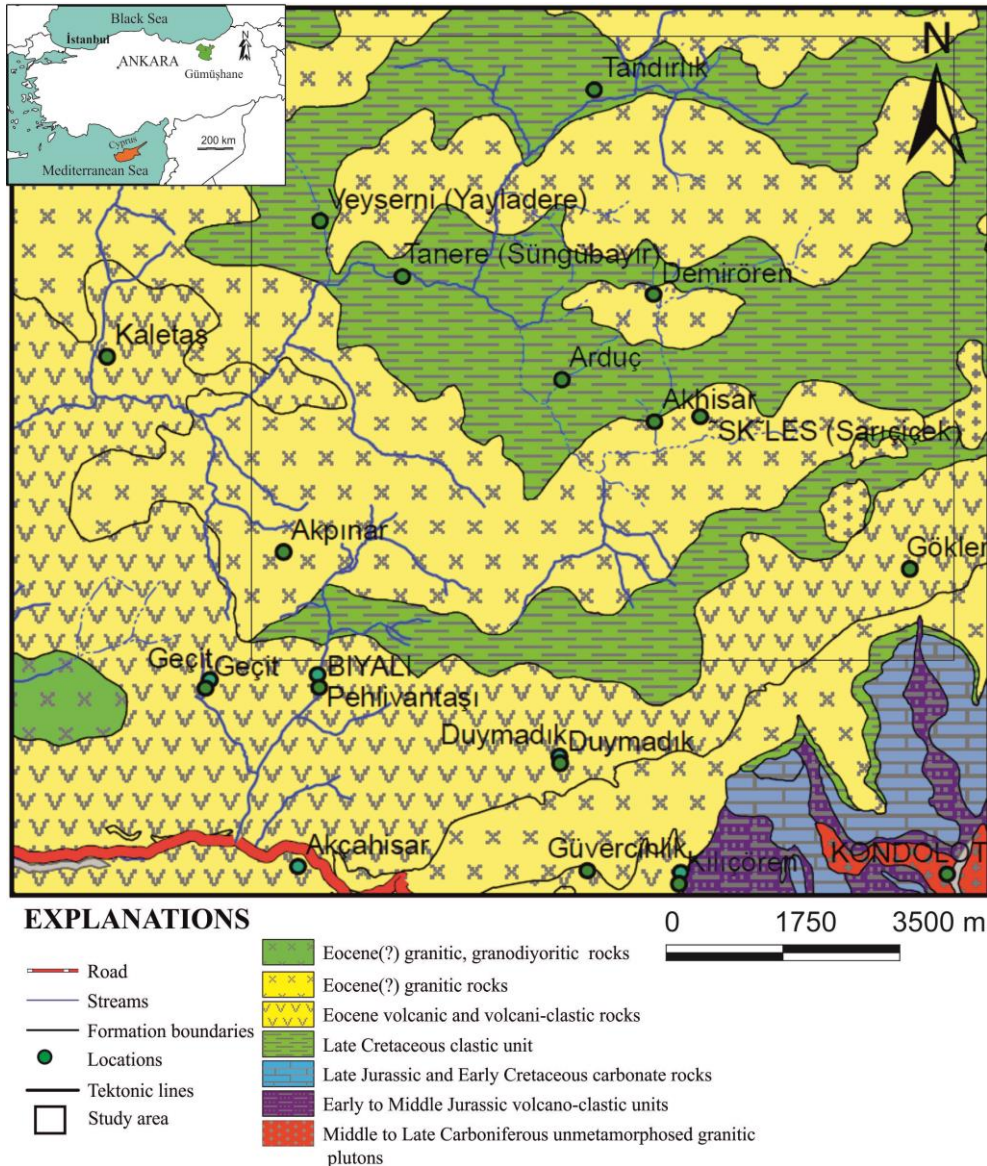 Black Sea
İstanbul
N
ANKARA
Gümüşhane
Cyprus
200 km
Mediterranean Sea
N
Tandırlık
Veyserni (Yayladere)
Tanere (Süngübayır)
Demirören
Kaletaş
Arduç
Akhisar
SK-LES (Sarıçiçek)
Akpınar
Gökler
Geçit Geçit
BIYALI
Pehlivantaşı
Duymadık Duymadık
Akçahisar
Güvercinlik
KONDOLOT
EXPLANATIONS
0 1750 3500 m
Road
Streams
Formation boundaries
Locations
Tektonic lines
Study area
Eocene(?) granitic, granodiyoritic rocks
Eocene(?) granitic rocks
Eocene volcanic and volcani-clastic rocks
Late Cretaceous clastic unit
Late Jurassic and Early Cretaceous carbonate rocks
Early to Middle Jurassic volcano-clastic units
Middle to Late Carboniferous unmetamorphosed granitic
plutons